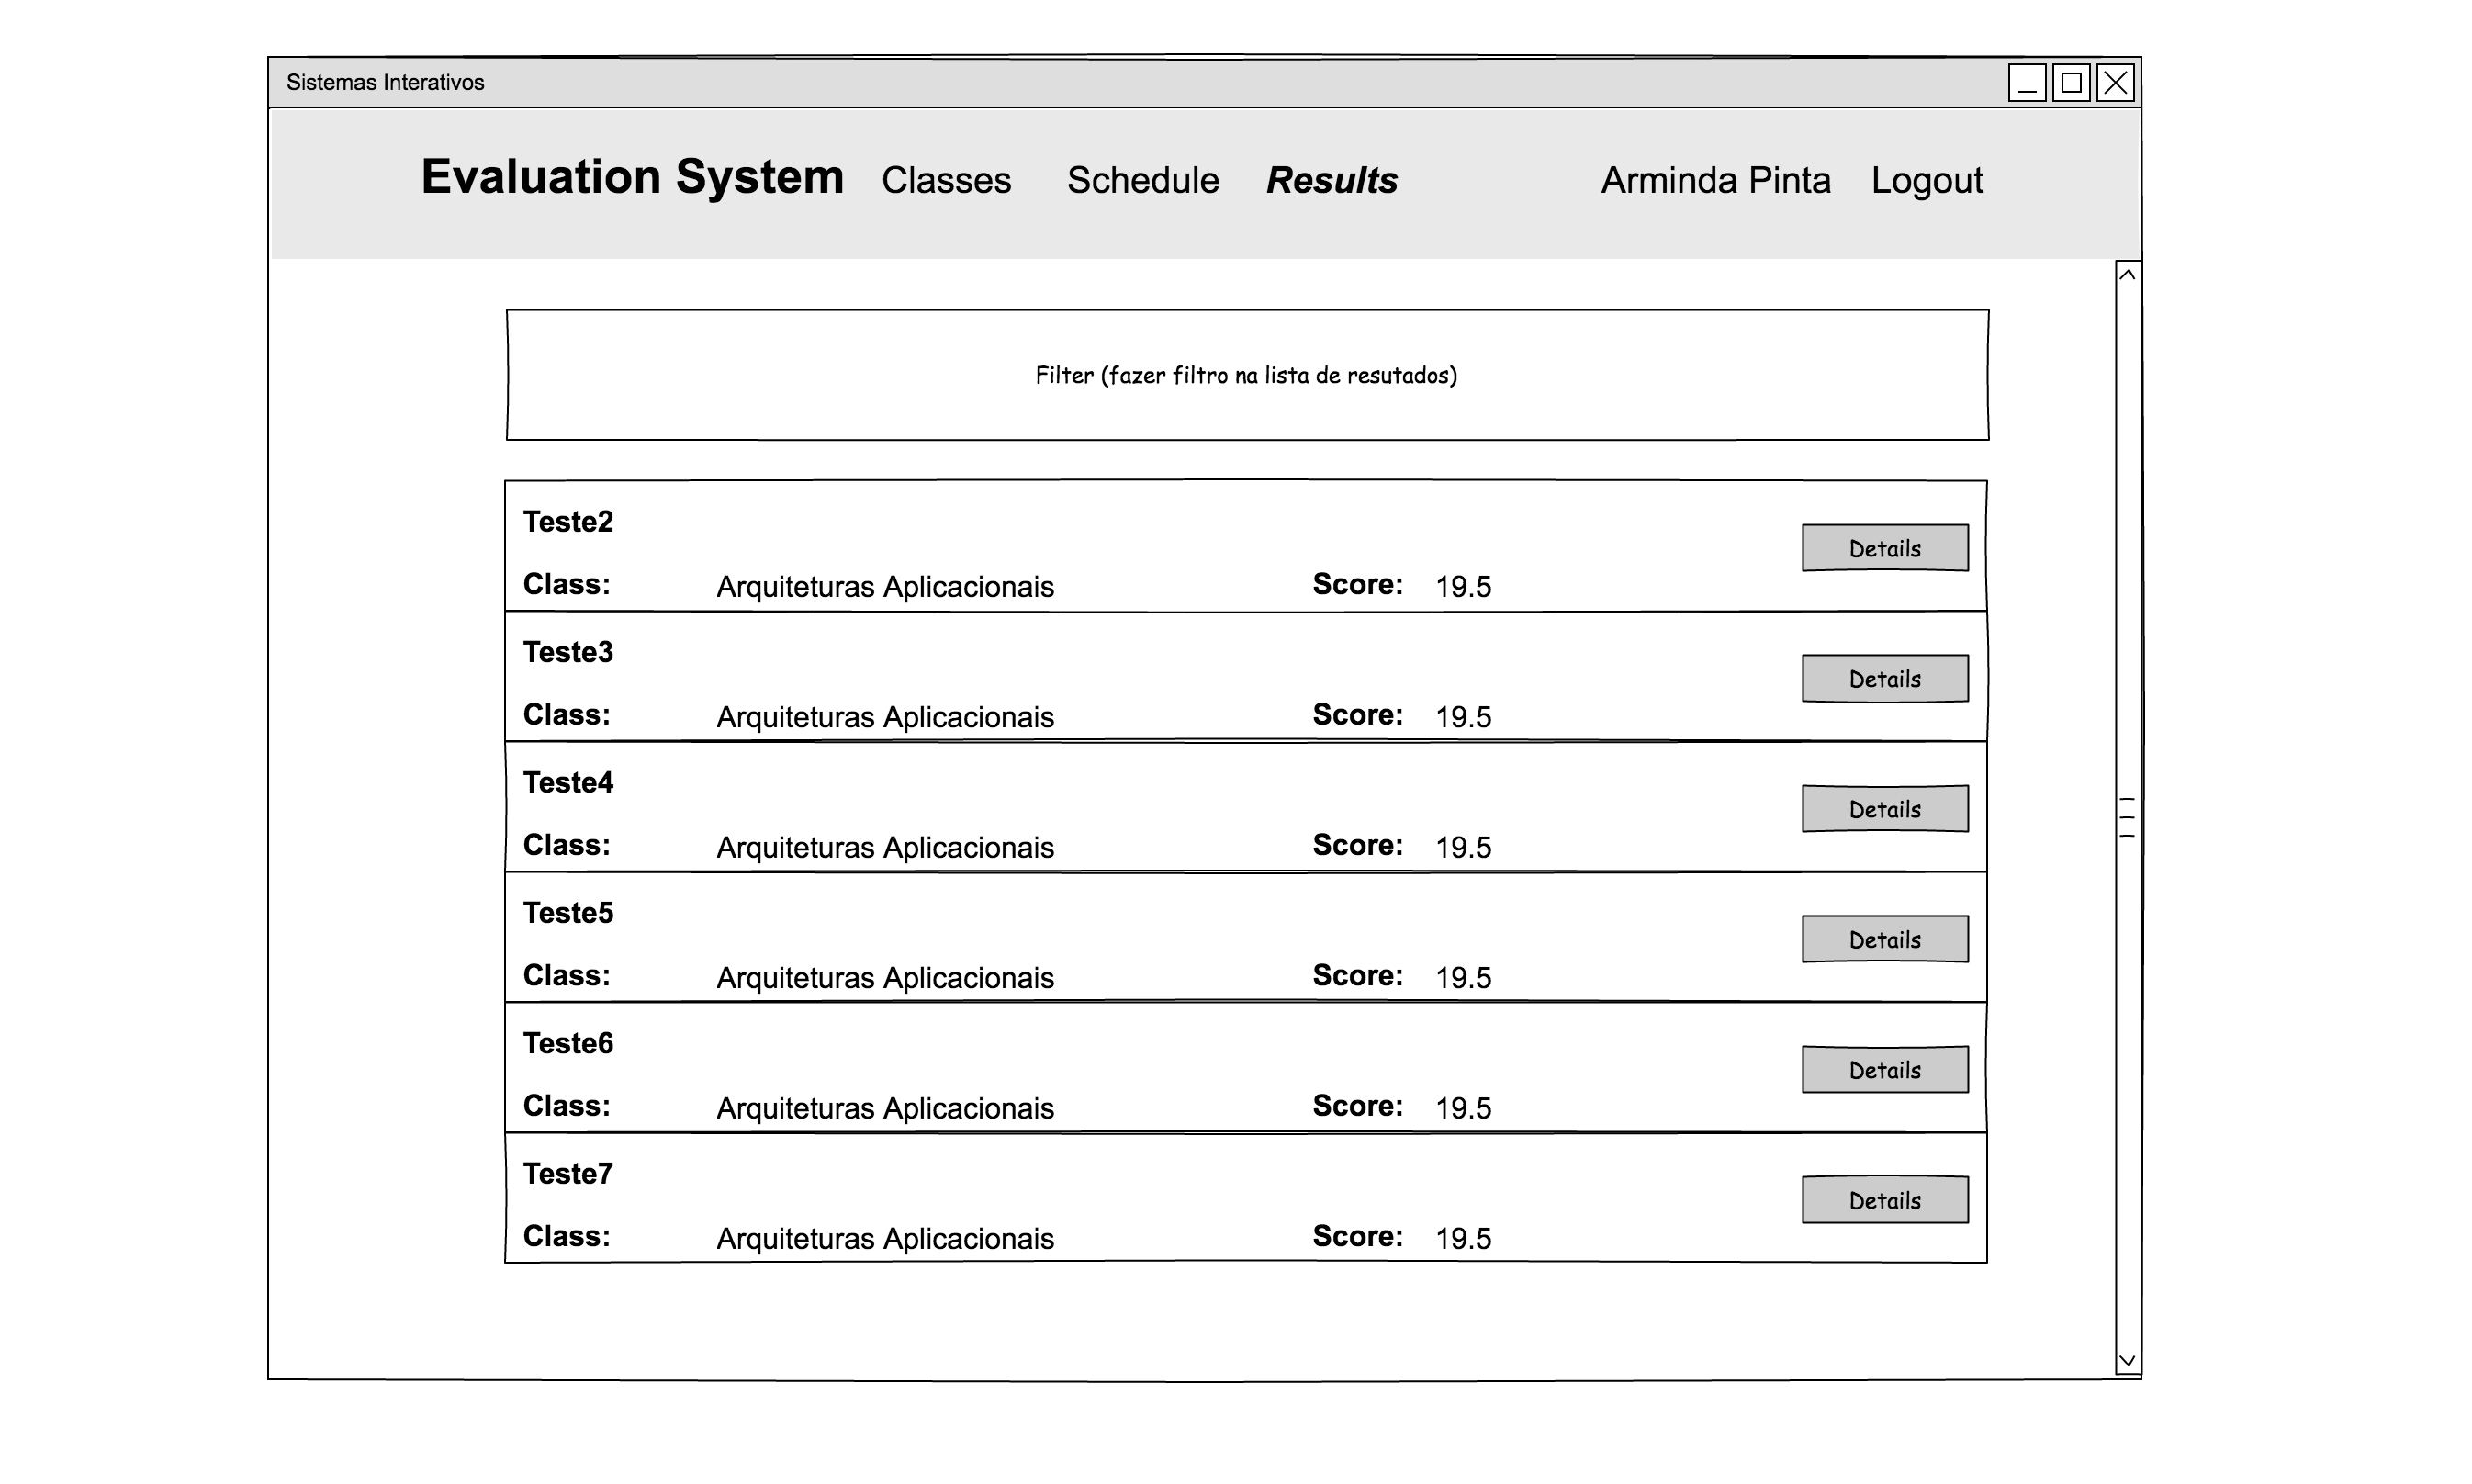 Sistemas Interativos
Evaluation System Classes Schedule Results Arminda Pinta Logout
Filter (fazer filtro na lista de resutados)
Teste2
Details
Class: Arquiteturas Aplicacionais Score: 19.5
Teste3
Details
Class: Arquiteturas Aplicacionais Score: 19.5
Teste4
Details
Class: Arquiteturas Aplicacionais Score: 19.5
Teste5
Details
Class: Arquiteturas Aplicacionais Score: 19.5
Teste6
Details
Class: Arquiteturas Aplicacionais Score: 19.5
Teste7
Details
Class: Arquiteturas Aplicacionais Score: 19.5